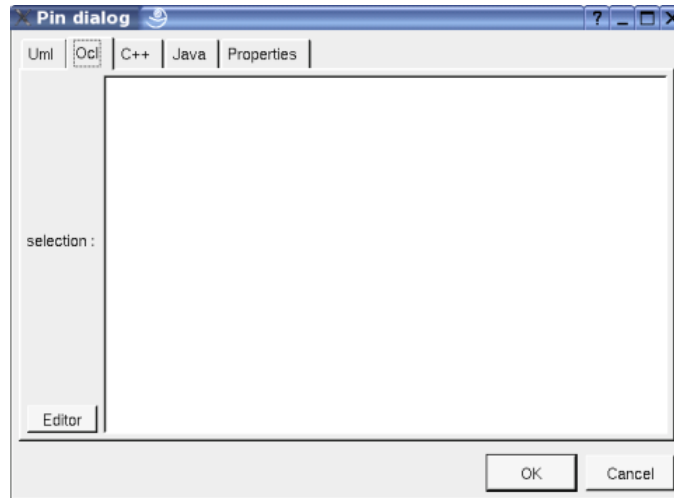 Pin dialog ?
Uml Ocl C++ Java Properties
selection :
Editor
OK Cancel